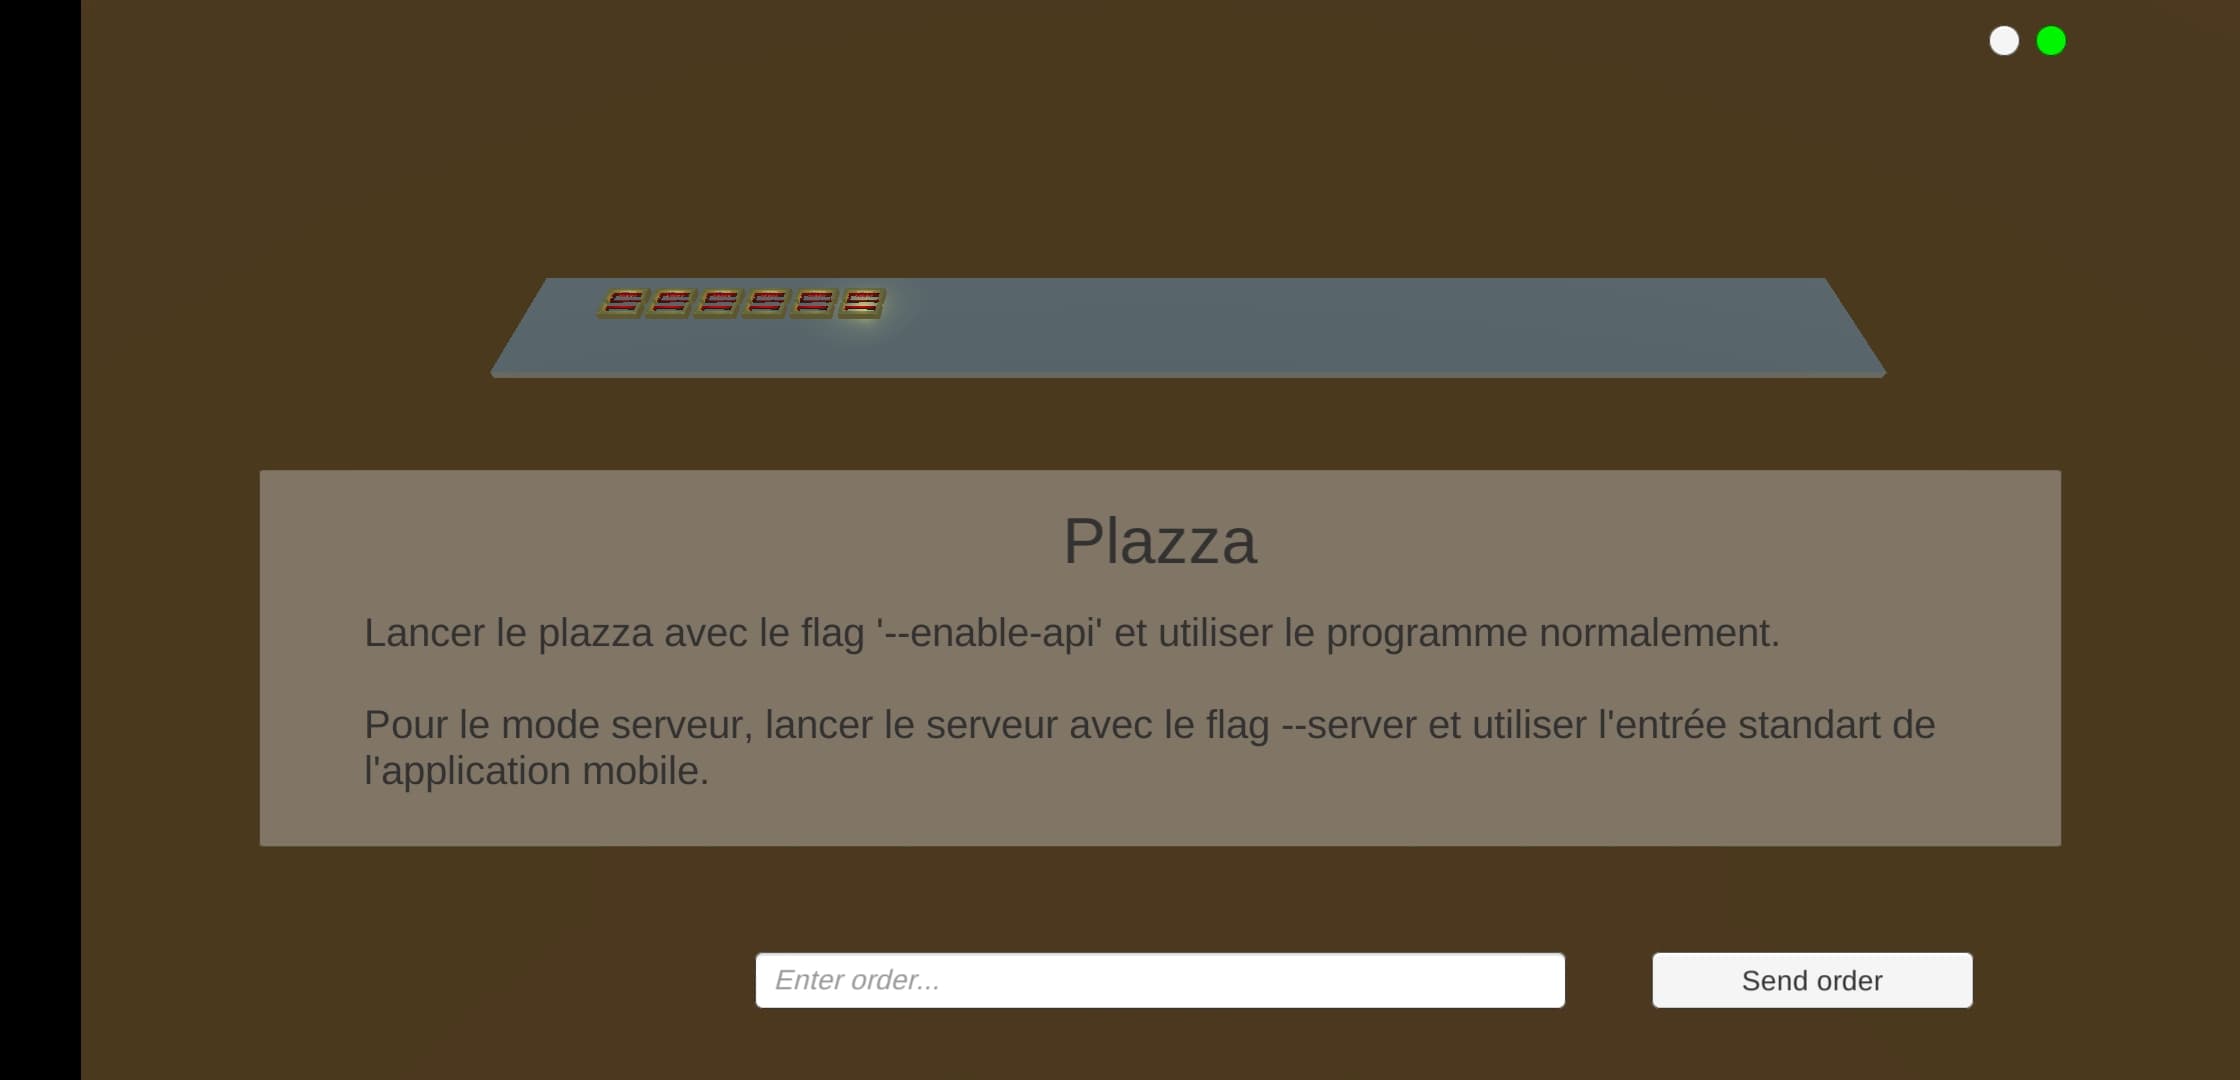 Plazza
Lancer le plazza avec le flag '--enable-api' et utiliser le programme normalement.
Pour le mode serveur, lancer le serveur avec le flag --server et utiliser l'entrée standart de
l'application mobile.
Enter order...
Send order